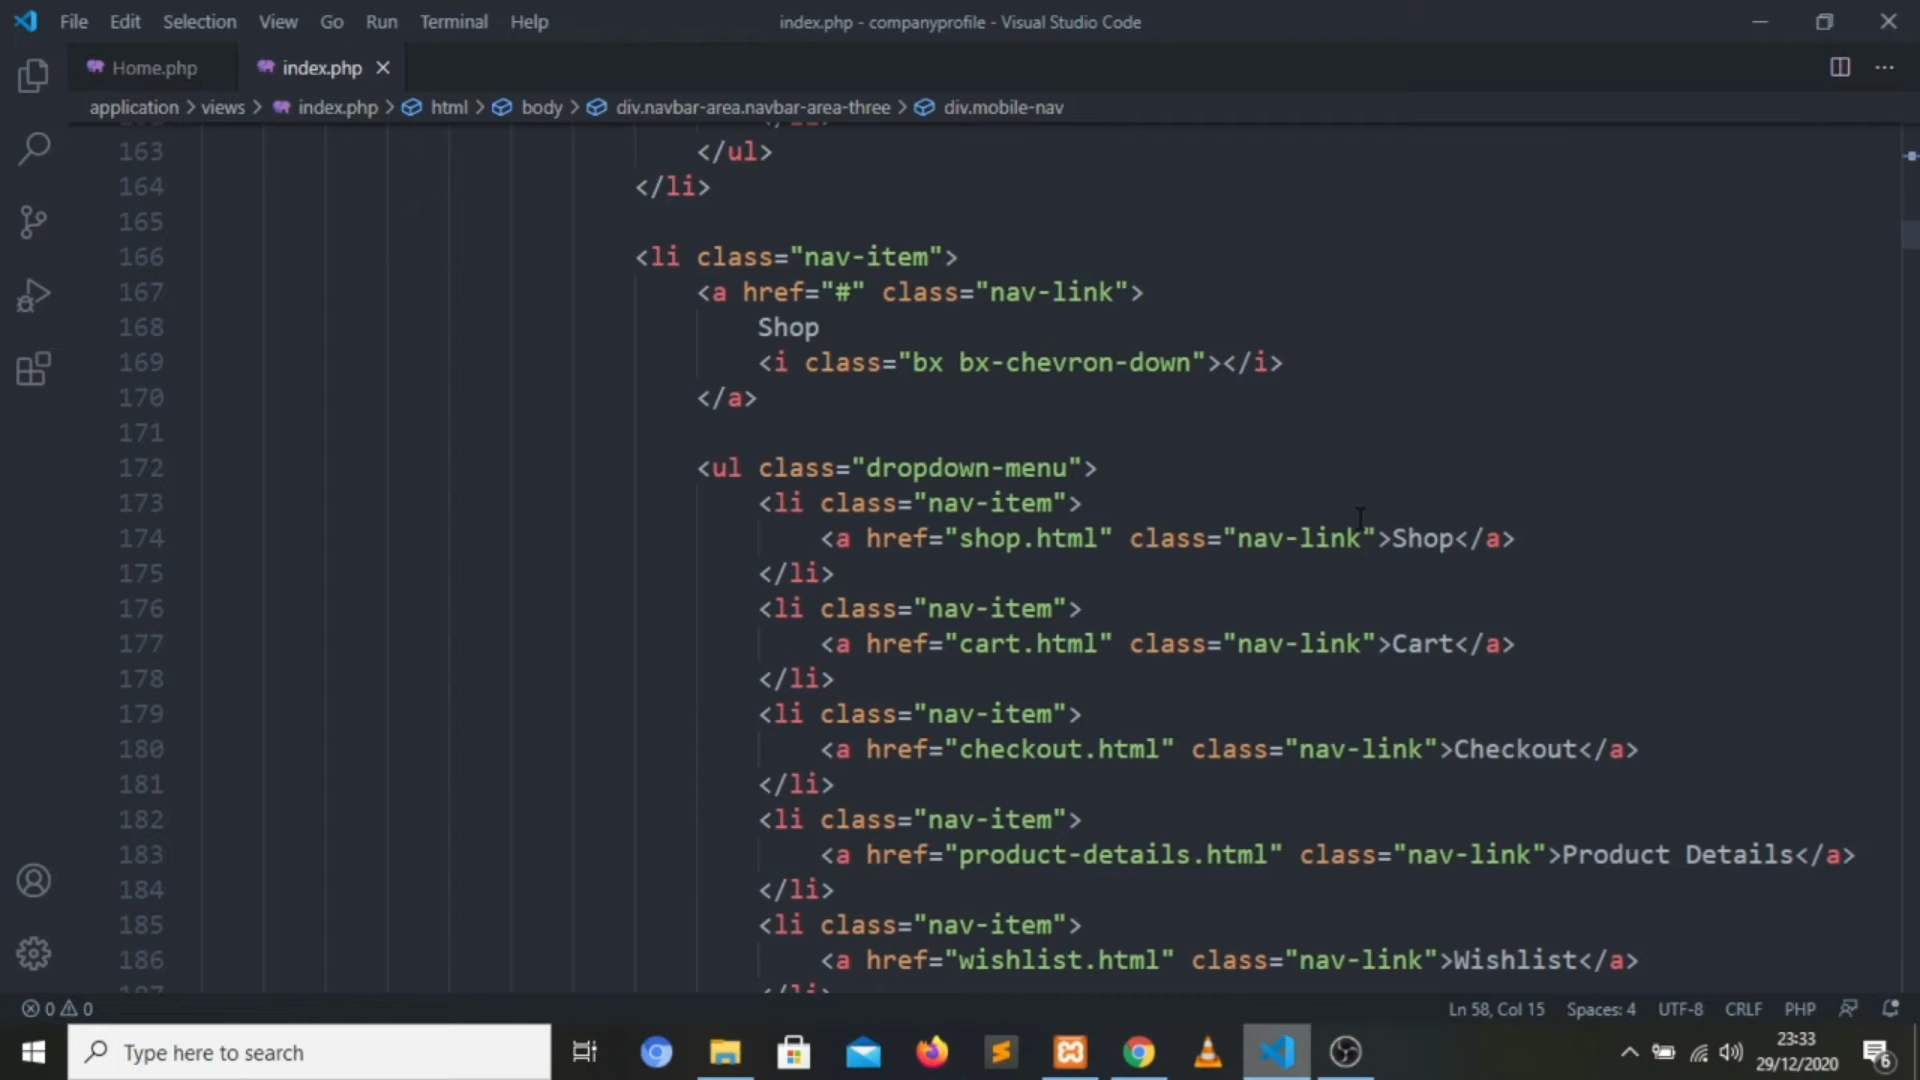 File Edit Selection View Go Run Terminal Help index.php - companyprofile - Visual Studio Code
Home.php index.php
application > views > index.php > html > body > div.navbar-area.navbar-area-three > div.mobile-nav
163 </ul>
164 </li>
165
166 <li class="nav-item">
167 <a href="#" class="nav-link">
168 Shop
169 <i class="bx bx-chevron-down"></i>
170 </a>
171
172 <ul class="dropdown-menu">
173 <li class="nav-item">
174 <a href="shop.html" class="nav-link">Shop</a>
175 </li>
176 <li class="nav-item">
177 <a href="cart.html" class="nav-link">Cart</a>
178 </li>
179 <li class="nav-item">
180 <a href="checkout.html" class="nav-link">Checkout</a>
181 </li>
182 <li class="nav-item">
183 <a href="product-details.html" class="nav-link">Product Details</a>
184 </li>
185 <li class="nav-item">
186 <a href="wishlist.html" class="nav-link">Wishlist</a>
187 </li>
0 0 Ln 58, Col 15 Spaces: 4 UTF-8 CRLF PHP
Type here to search
23:33
29/12/2020
6